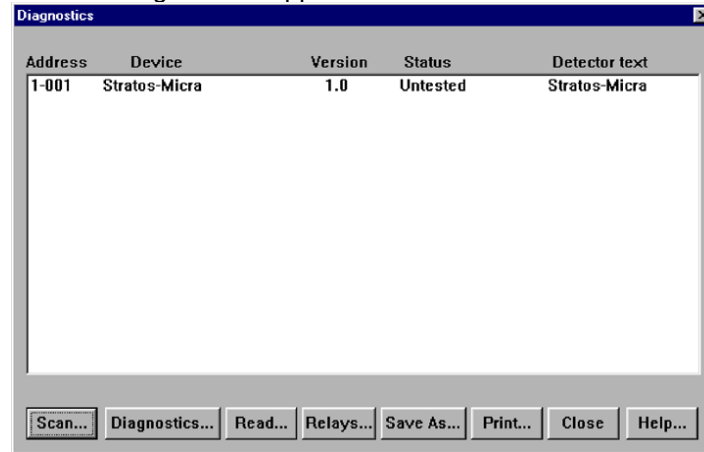 Diagnostics
Address Device Version Status Detector text
1-001 Stratos-Micra 1.0 Untested Stratos-Micra
Scan... Diagnostics... Read... Relays... Save As... Print... Close Help...